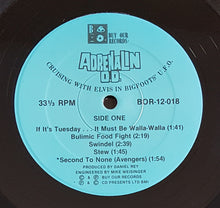 B O
BUY OUR
RECORDS
ADRENALIN
O.D.
CRUISING WITH ELVIS IN BIGFOOTS' U.F.O.
33⅓ RPM
BOR-12-018
SIDE ONE
If It's Tuesday . . . It Must Be Walla-Walla (1:41)
Bulimic Food Fight (2:51)
Swindel (2:39)
Stew (1:51)
*Second To None (Avengers) (1:54)
PRODUCED BY DANIEL REY
ENGINEERED BY MIKE WEISINGER
Ⓟ & © BUY OUR RECORDS
Ⓟ & © CD PRESENTS LTD BMI